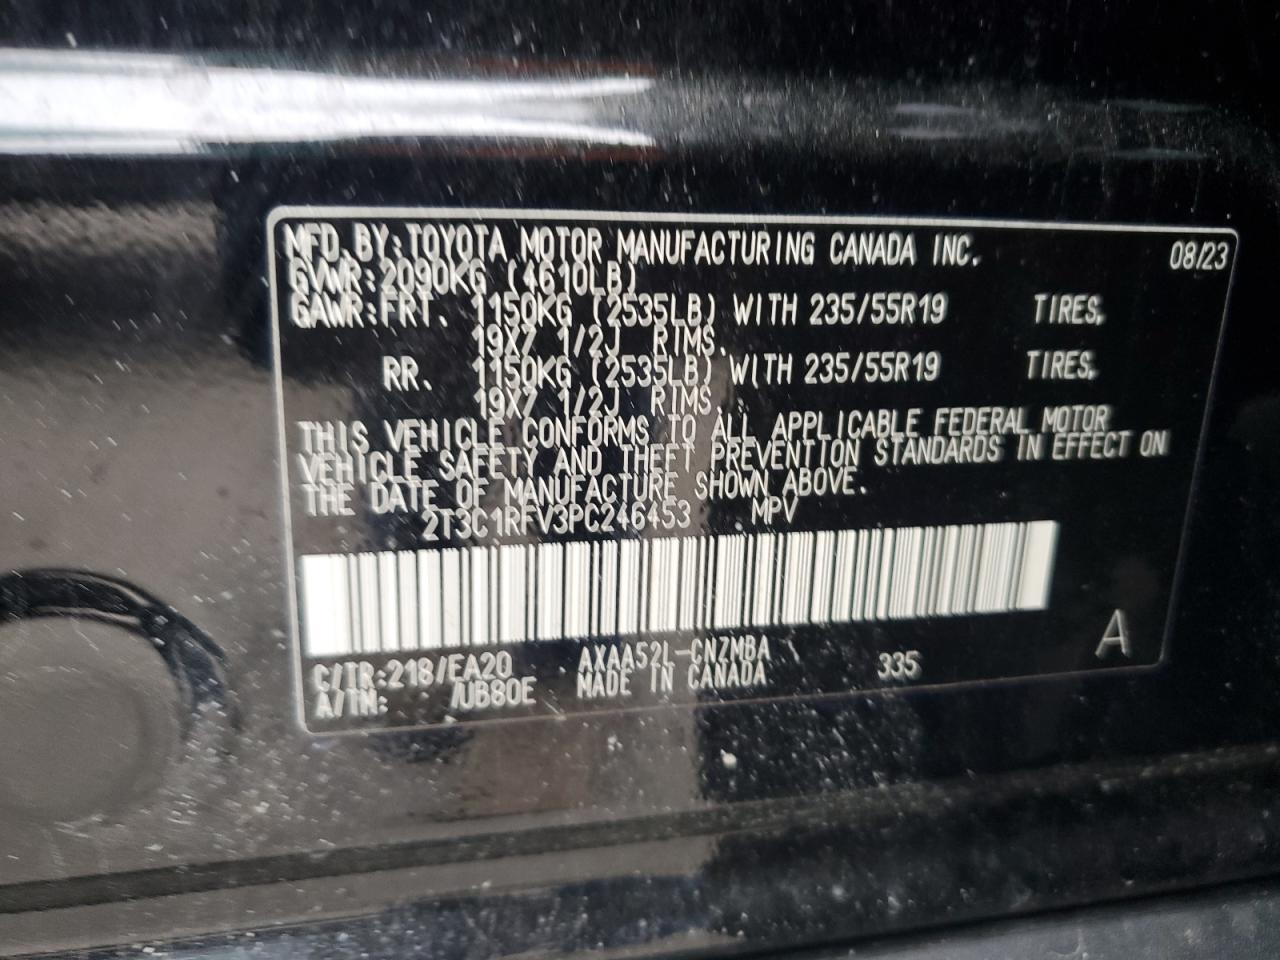 MFD.BY:TOYOTA MOTOR MANUFACTURING CANADA INC. 08/23
GVWR:2090KG (4610LB)
GAWR:FRT. 1150KG (2535LB) WITH 235/55R19 TIRES,
19X7 1/2J RIMS.
RR. 1150KG (2535LB) WITH 235/55R19 TIRES,
19X7 1/2J RIMS.
THIS VEHICLE CONFORMS TO ALL APPLICABLE FEDERAL MOTOR
VEHICLE SAFETY AND THEFT PREVENTION STANDARDS IN EFFECT ON
THE DATE OF MANUFACTURE SHOWN ABOVE.
2T3C1RFV3PC246453 MPV
C/TR:218/EA20 AXAA52L-CNZMBA 335 A
A/TM: /UB80E MADE IN CANADA